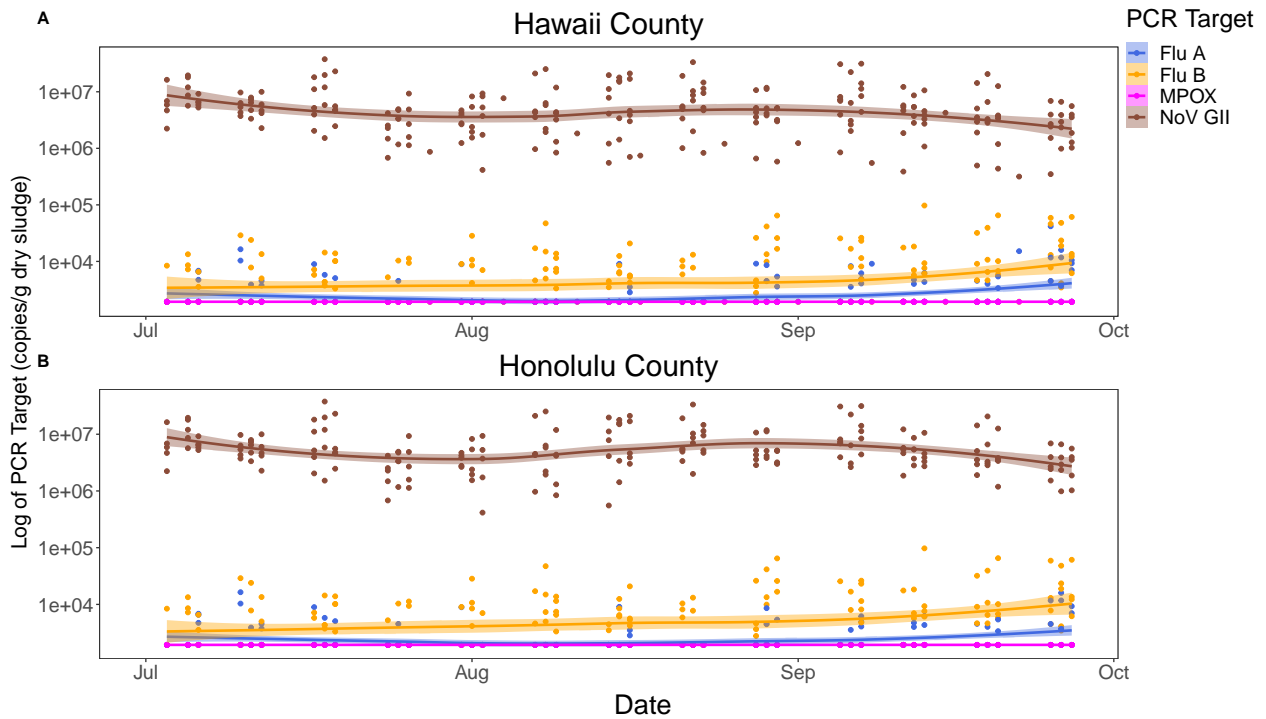 A
Hawaii County
PCR Target
Flu A
Flu B
MPOX
NoV GII
1e+07
1e+06
1e+05
1e+04
Jul
Aug
Sep
Oct
Log of PCR Target (copies/g dry sludge)
B
Honolulu County
1e+07
1e+06
1e+05
1e+04
Jul
Aug
Sep
Oct
Date